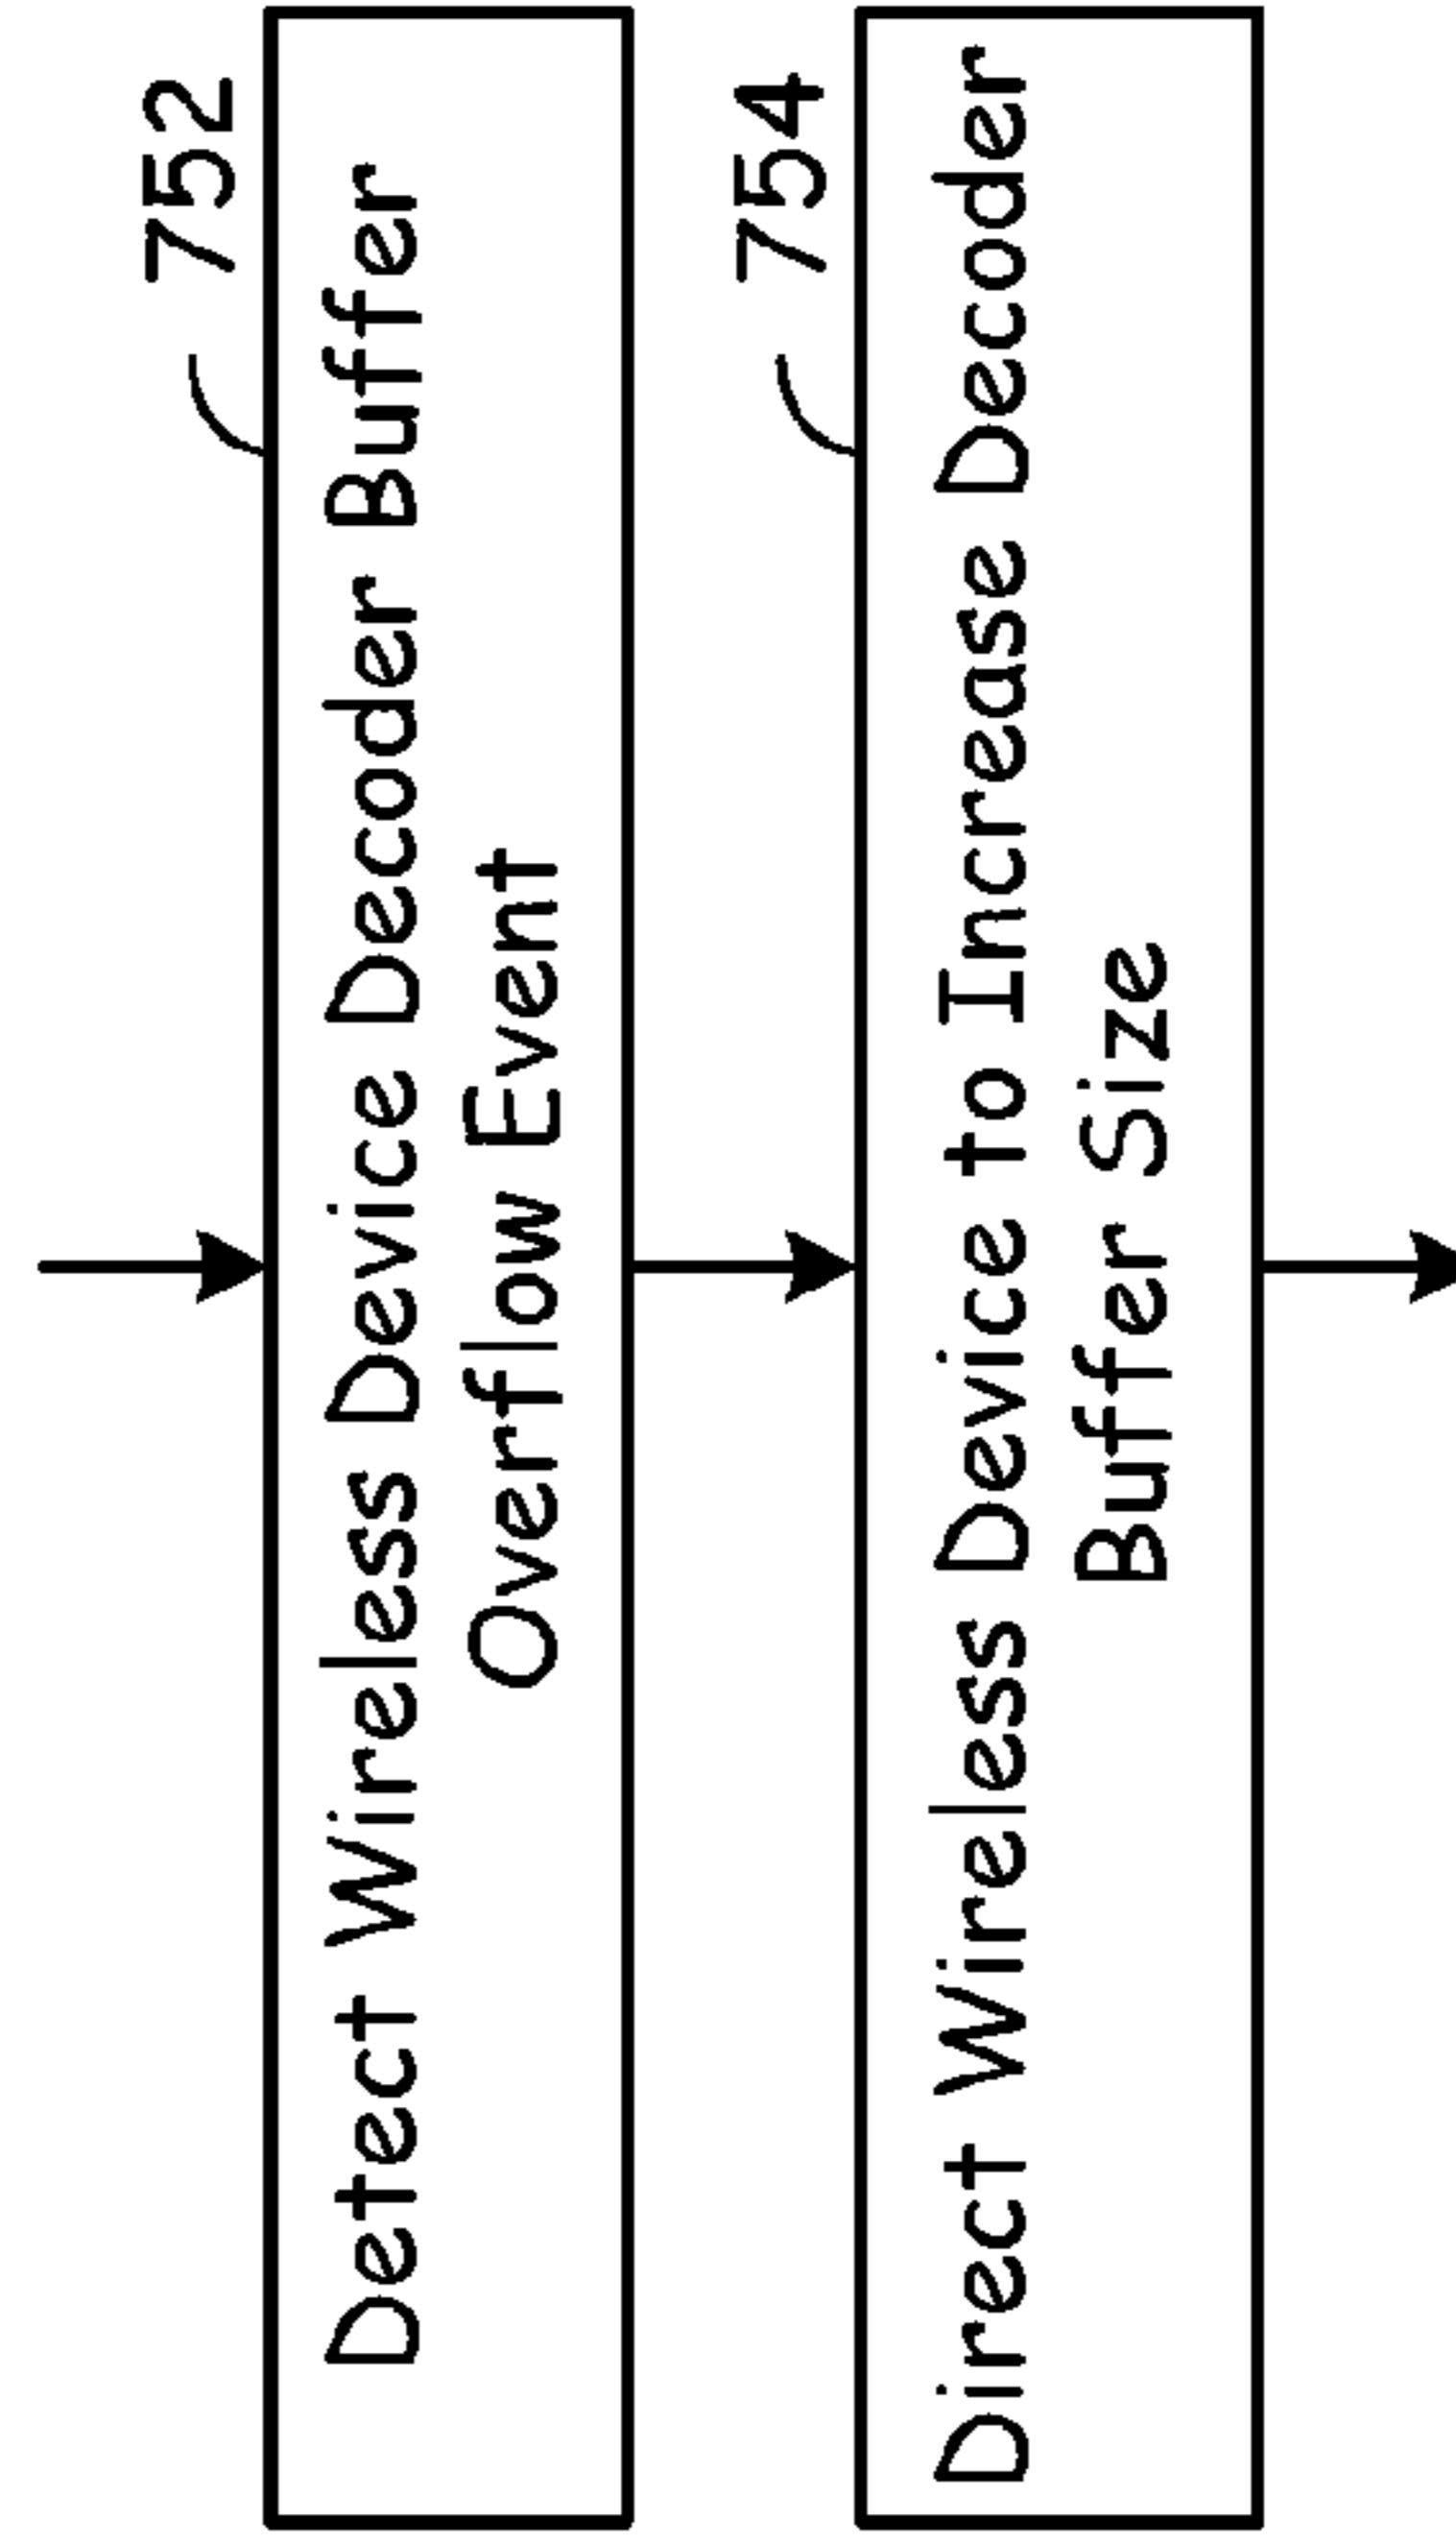 752
Detect Wireless Device Decoder Buffer
Overflow Event
754
Direct Wireless Device to Increase Decoder
Buffer Size